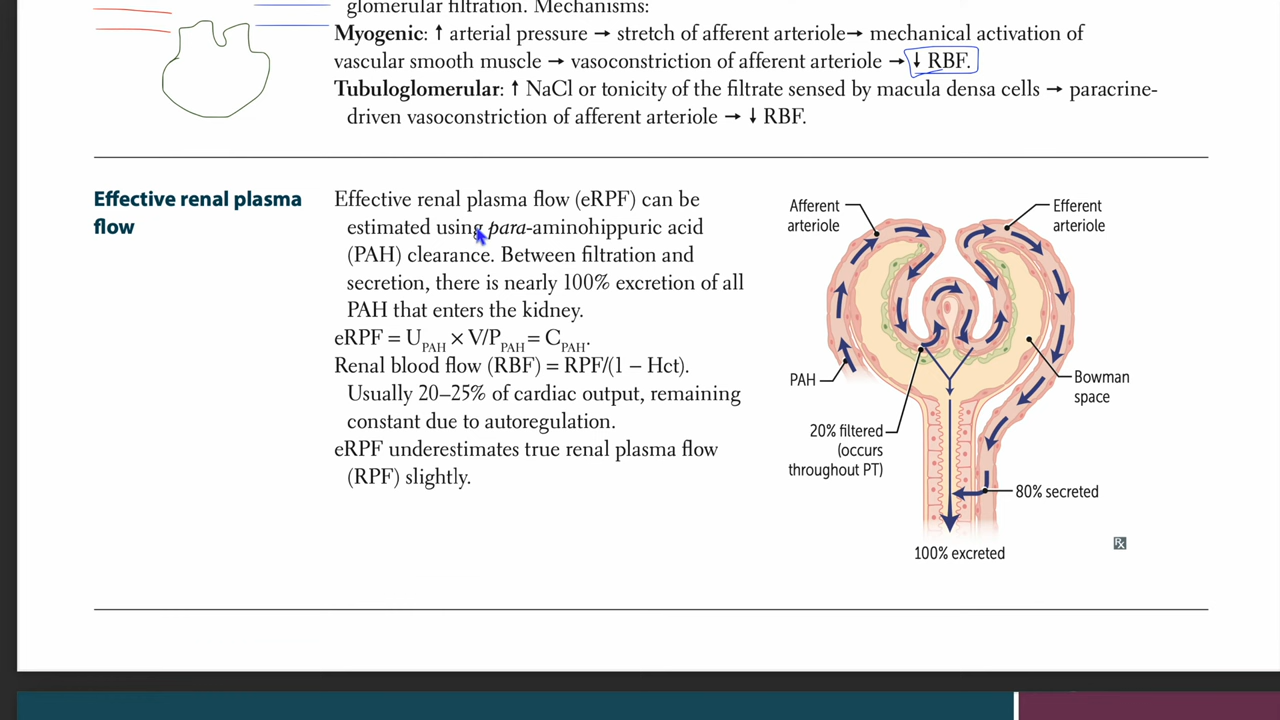 glomerular filtration. Mechanisms:
Myogenic: ↑ arterial pressure → stretch of afferent arteriole→ mechanical activation of
vascular smooth muscle → vasoconstriction of afferent arteriole → ↓ RBF.
Tubuloglomerular: ↑ NaCl or tonicity of the filtrate sensed by macula densa cells → paracrine-
driven vasoconstriction of afferent arteriole → ↓ RBF.
Effective renal plasma
flow
Effective renal plasma flow (eRPF) can be
estimated using para-aminohippuric acid
(PAH) clearance. Between filtration and
secretion, there is nearly 100% excretion of all
PAH that enters the kidney.
eRPF = U_PAH × V/P_PAH = C_PAH.
Renal blood flow (RBF) = RPF/(1 − Hct).
Usually 20–25% of cardiac output, remaining
constant due to autoregulation.
eRPF underestimates true renal plasma flow
(RPF) slightly.
Afferent
arteriole
Efferent
arteriole
PAH
Bowman
space
20% filtered
(occurs
throughout PT)
80% secreted
100% excreted
Rx